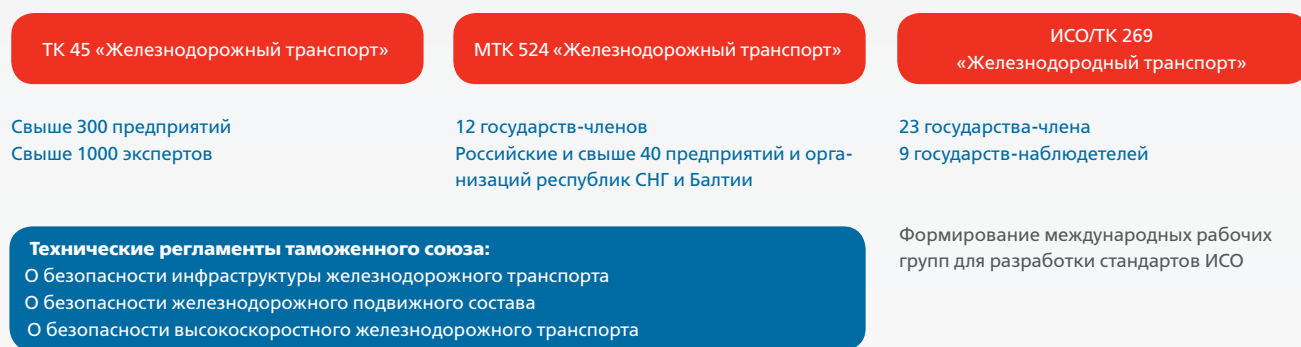 ТК 45 «Железнодорожный транспорт»
МТК 524 «Железнодорожный транспорт»
ИСО/ТК 269
«Железнодородный транспорт»
Свыше 300 предприятий
Свыше 1000 экспертов
12 государств-членов
Российские и свыше 40 предприятий и орга-
низаций республик СНГ и Балтии
23 государства-члена
9 государств-наблюдетелей
Технические регламенты таможенного союза:
О безопасности инфраструктуры железнодорожного транспорта
О безопасности железнодорожного подвижного состава
О безопасности высокоскоростного железнодорожного транспорта
Формирование международных рабочих
групп для разработки стандартов ИСО